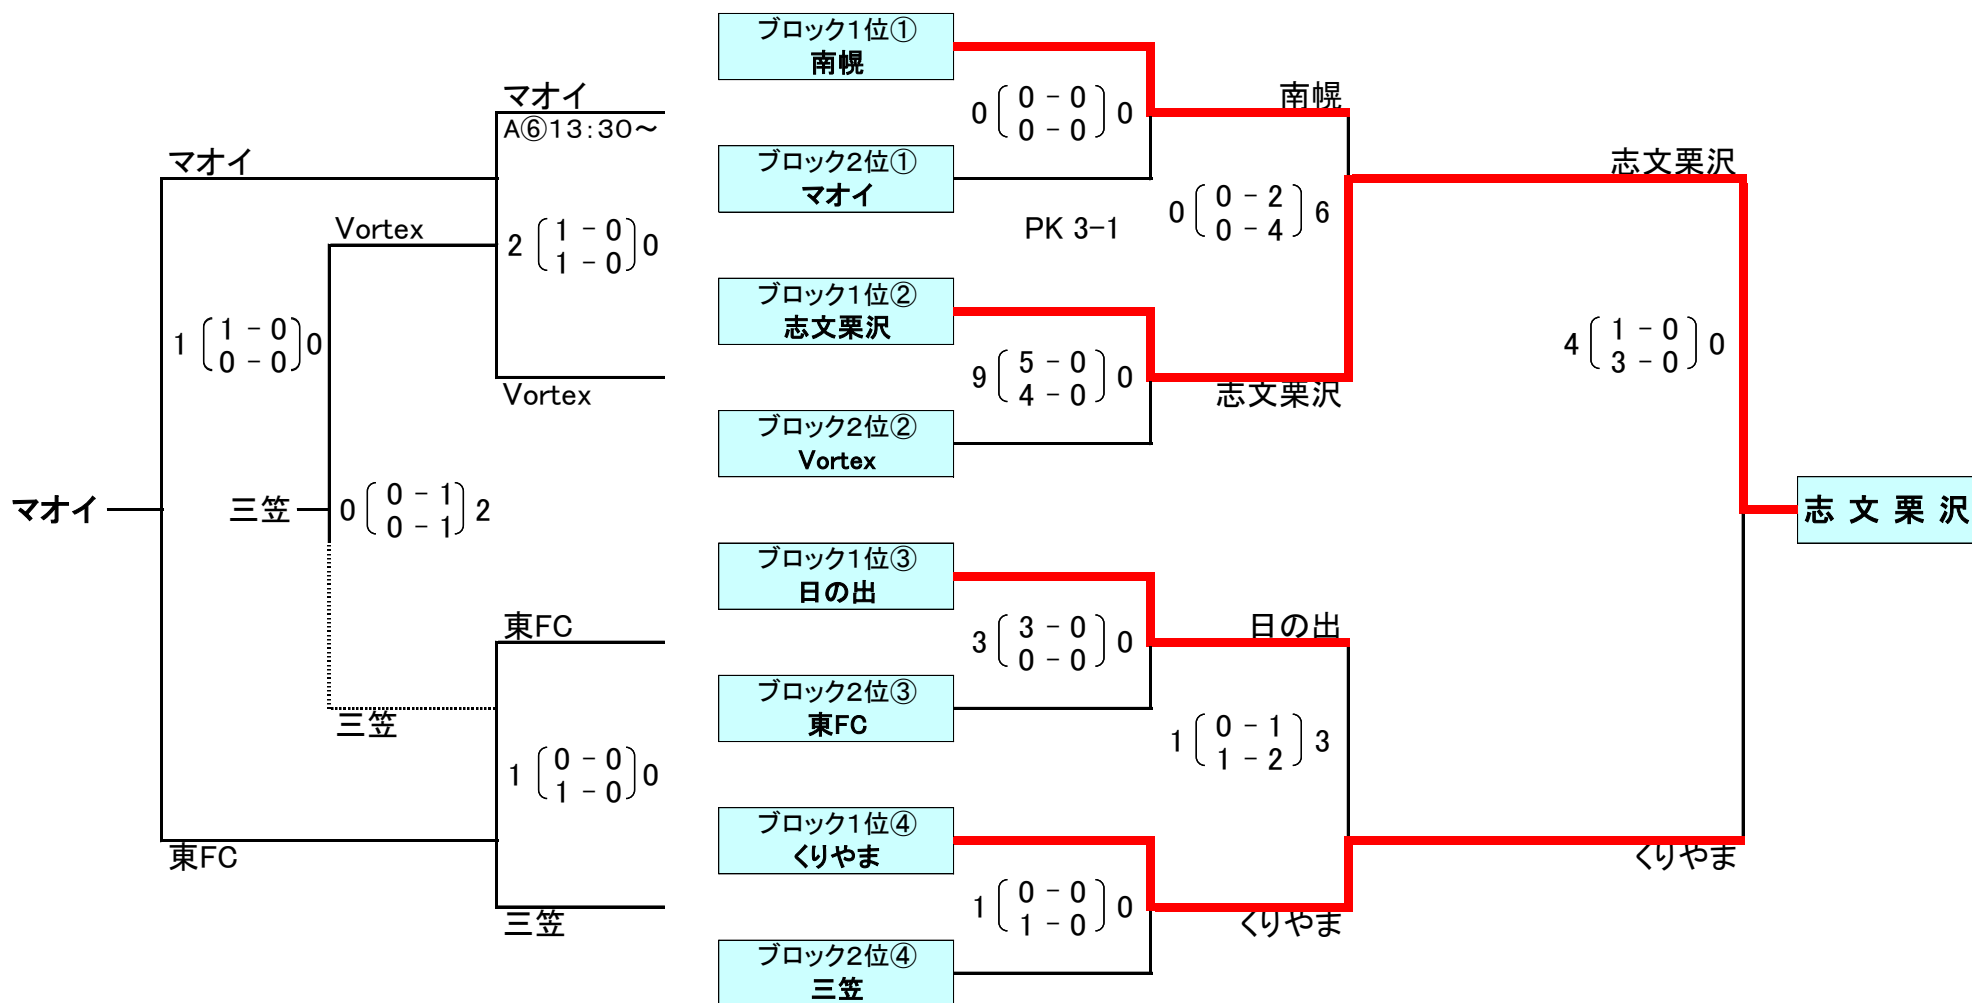 ブロック1位①
南幌
マオイ
A⑥13:30～
0 0 - 0 0
0 - 0
南幌
マオイ
ブロック2位①
マオイ
志文栗沢
Vortex
2 1 - 0 0
1 - 0
PK 3-1
0 0 - 2 6
0 - 4
ブロック1位②
志文栗沢
1 1 - 0 0
0 - 0
4 1 - 0 0
3 - 0
Vortex
9 5 - 0 0
4 - 0
志文栗沢
ブロック2位②
Vortex
マオイ
三笠
0 0 - 1 2
0 - 1
志文栗沢
ブロック1位③
日の出
東FC
3 3 - 0 0
0 - 0
日の出
ブロック2位③
東FC
三笠
1 0 - 0 0
1 - 0
1 0 - 1 3
1 - 2
ブロック1位④
くりやま
東FC
くりやま
三笠
1 0 - 0 0
1 - 0
くりやま
ブロック2位④
三笠